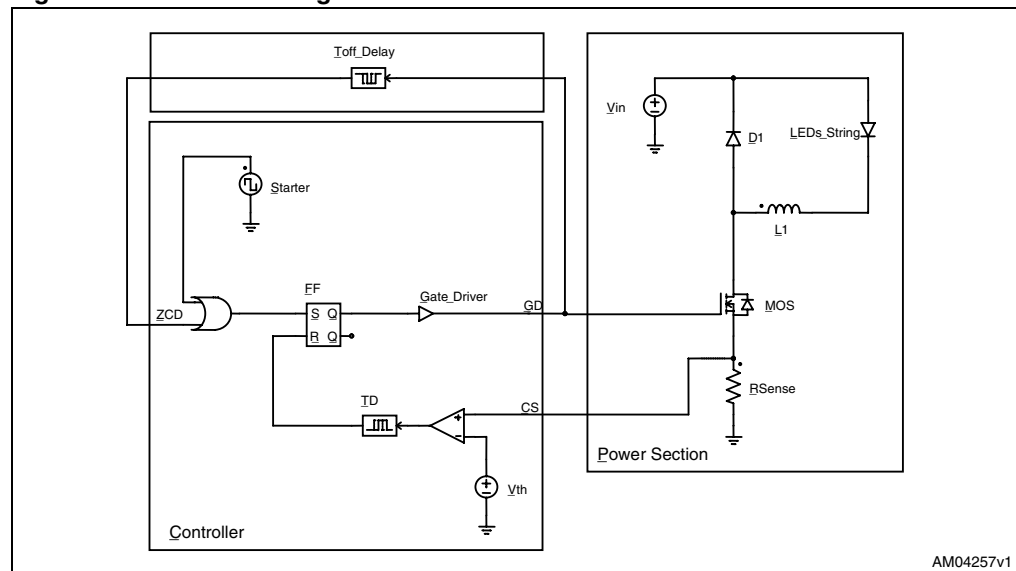 Toff_Delay
Vin
D1
LEDs_String
Starter
L1
FF
Gate_Driver
GD
ZCD
S Q
R Q
MOS
CS
RSense
TD
+
-
Vth
Power Section
Controller
AM04257v1